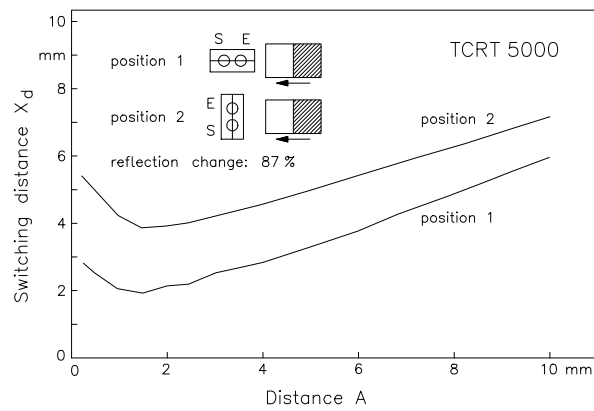 10
mm
8
6
4
2
0
Switching distance X d
S E
position 1
E
position 2
S
reflection change: 87 %
TCRT 5000
position 2
position 1
0 2 4 6 8 10 mm
Distance A